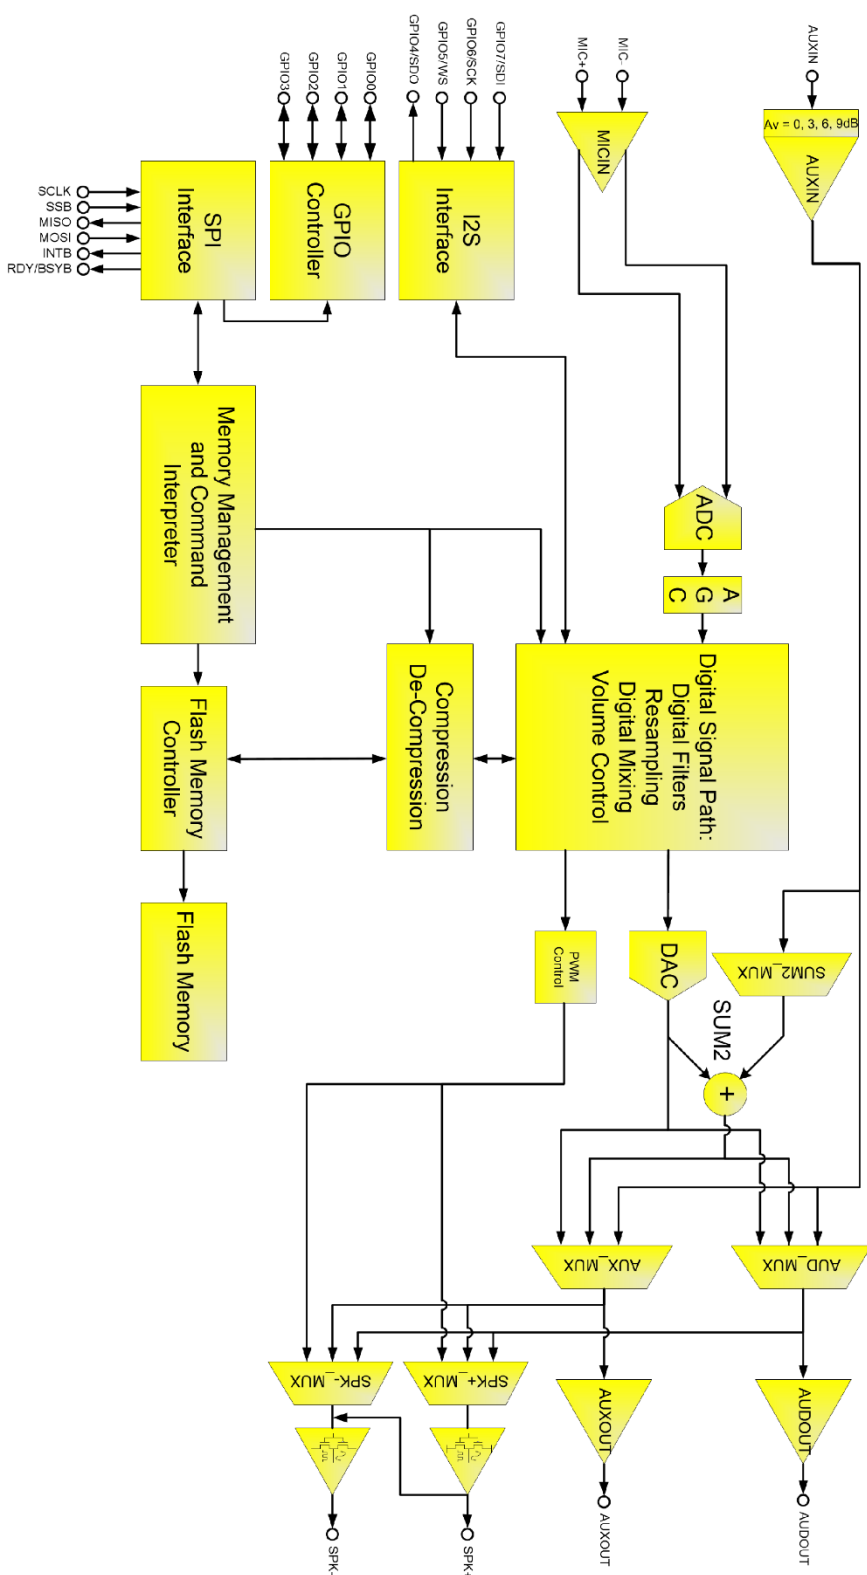 AUXIN
Av = 0, 3, 6, 9dB
AUXIN
MIC-
MIC+
MICIN
GPIO7/SDI
GPIO6/SCK
GPIO5/WS
GPIO4/SDO
I2S
Interface
GPIO0
GPIO1
GPIO2
GPIO3
GPIO
Controller
SPI
Interface
SCLK
SSB
MISO
MOSI
INTB
RDY/BSYB
ADC
A
G
C
Memory Management
and Command
Interpreter
Digital Signal Path:
Digital Filters
Resampling
Digital Mixing
Volume Control
Compression
De-Compression
Flash Memory
Controller
Flash Memory
PWM
Control
DAC
SUM2_MUX
SUM2
+
AUD_MUX
AUX_MUX
SPK+_MUX
SPK-_MUX
AUDOUT
AUXOUT
AUDOUT
AUXOUT
SPK+
SPK-